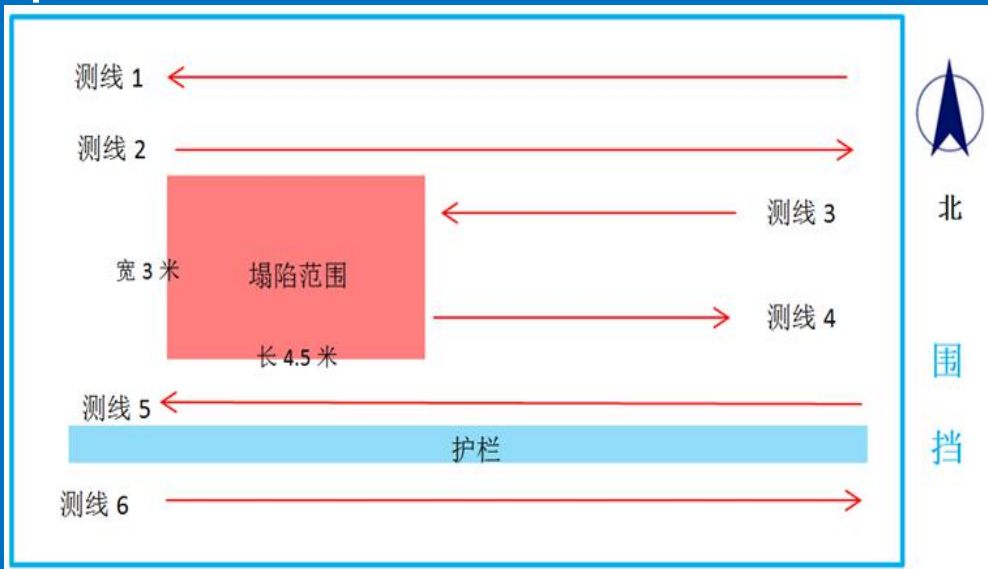 测线 1
测线 2
测线 3
北
宽 3 米
塌陷范围
测线 4
长 4.5 米
围
测线 5
护栏
挡
测线 6